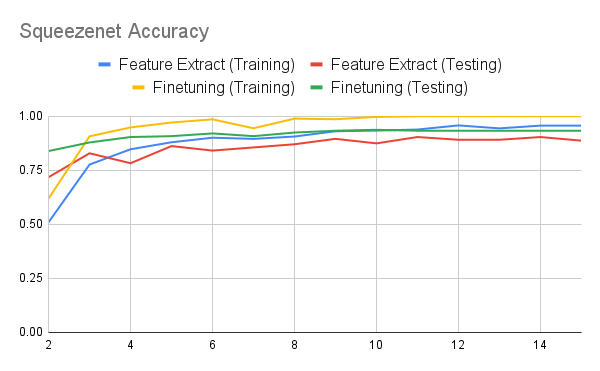 Squeezenet Accuracy
Feature Extract (Training) Feature Extract (Testing)
Finetuning (Training) Finetuning (Testing)
1.00
0.75
0.50
0.25
0.00
2 4 6 8 10 12 14